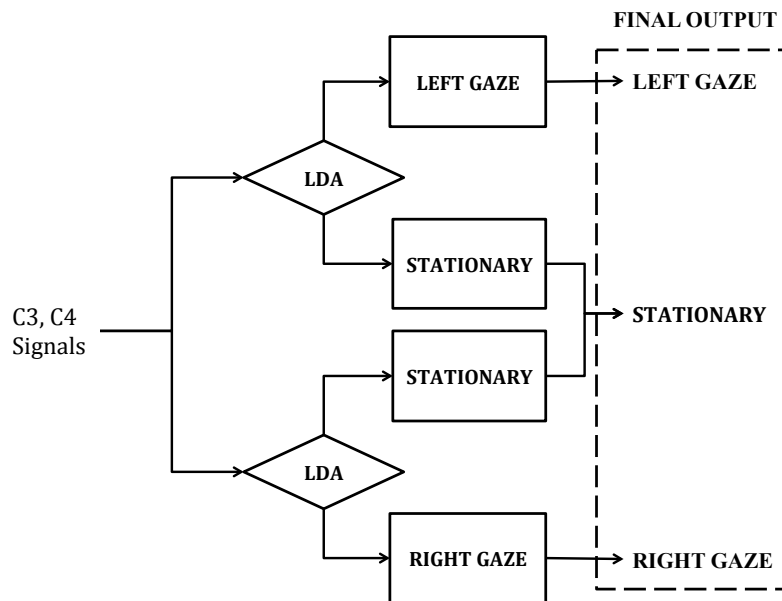 FINAL OUTPUT
LEFT GAZE
LEFT GAZE
LDA
STATIONARY
C3, C4
Signals
STATIONARY
STATIONARY
LDA
RIGHT GAZE
RIGHT GAZE